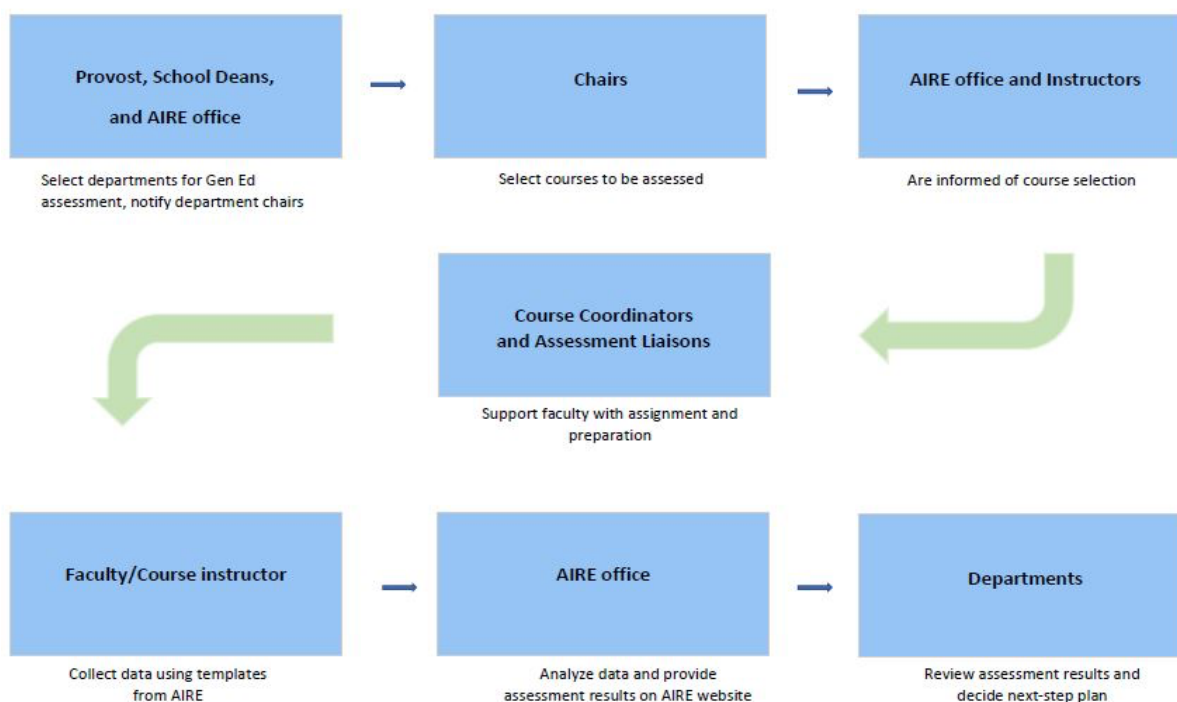 Provost, School Deans,
and AIRE office
Select departments for Gen Ed
assessment, notify department chairs
Chairs
Select courses to be assessed
AIRE office and Instructors
Are informed of course selection
Course Coordinators
and Assessment Liaisons
Support faculty with assignment and
preparation
Faculty/Course instructor
Collect data using templates
from AIRE
AIRE office
Analyze data and provide
assessment results on AIRE website
Departments
Review assessment results and
decide next-step plan